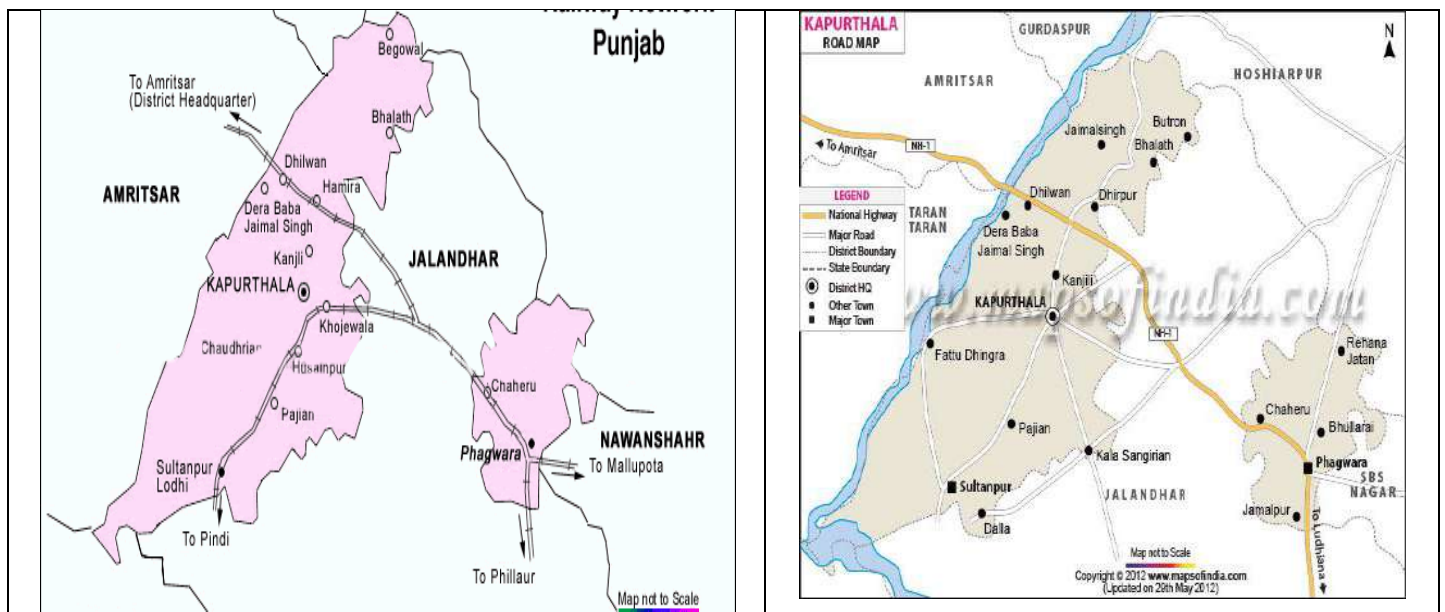 Punjab
Begowal
To Amritsar
(District Headquarter)
Bhalath
Dhilwan
Hamira
AMRITSAR
Dera Baba
Jaimal Singh
Kanjli
JALANDHAR
KAPURTHALA
Khojewala
Chaudhrian
Husainpur
Chaheru
Pajian
NAWANSHAHR
Phagwara
To Mallupota
Sultanpur
Lodhi
To Pindi
To Phillaur
Map not to Scale
KAPURTHALA
ROAD MAP
GURDASPUR
N
AMRITSAR
HOSHIARPUR
Butron
Jaimalsingh
Bhalath
NH-1
To Amritsar
LEGEND
National Highway
Major Road
District Boundary
State Boundary
District HQ
Other Town
Major Town
TARAN
TARAN
Dhilwan
Dhirpur
Dera Baba
Jaimal Singh
Kanjili
www.mapsofindia.com
KAPURTHALA
NH-1
Fattu Dhingra
Rehana
Jatan
Chaheru
Bhullarai
Pajian
Kala Sangirian
Phagwara
SBS
NAGAR
Sultanpur
JALANDHAR
Dalla
Jamalpur
To Ludhiana
Map not to Scale
Copyright © 2012 www.mapsofindia.com
(Updated on 29th May 2012)